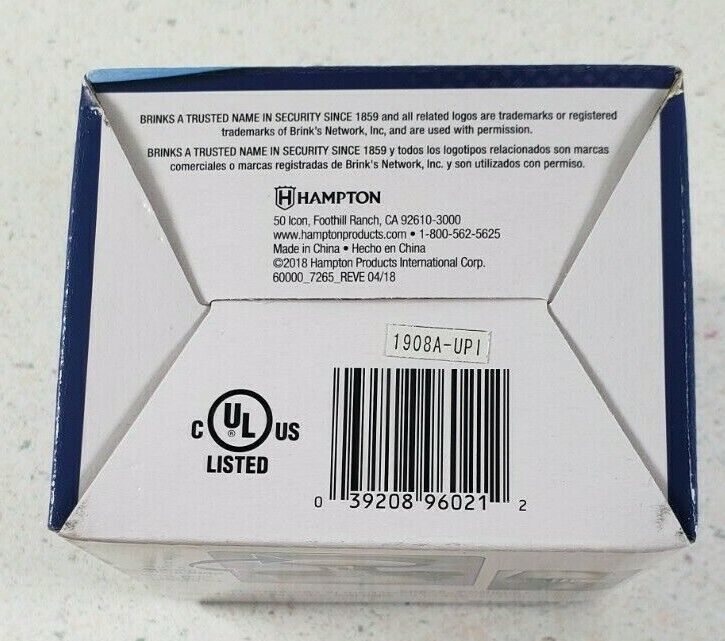 BRINKS A TRUSTED NAME IN SECURITY SINCE 1859 and all related logos are trademarks or registered
trademarks of Brink's Network, Inc, and are used with permission.
BRINKS A TRUSTED NAME IN SECURITY SINCE 1859 y todos los logotipos relacionados son marcas
comerciales o marcas registradas de Brink's Network, Inc. y son utilizados con permiso.
H HAMPTON
50 Icon, Foothill Ranch, CA 92610-3000
www.hamptonproducts.com • 1-800-562-5625
Made in China • Hecho en China
©2018 Hampton Products International Corp.
60000_7265_REVE 04/18
1908A-UPI
C UL ® US
LISTED
0 39208 96021 2